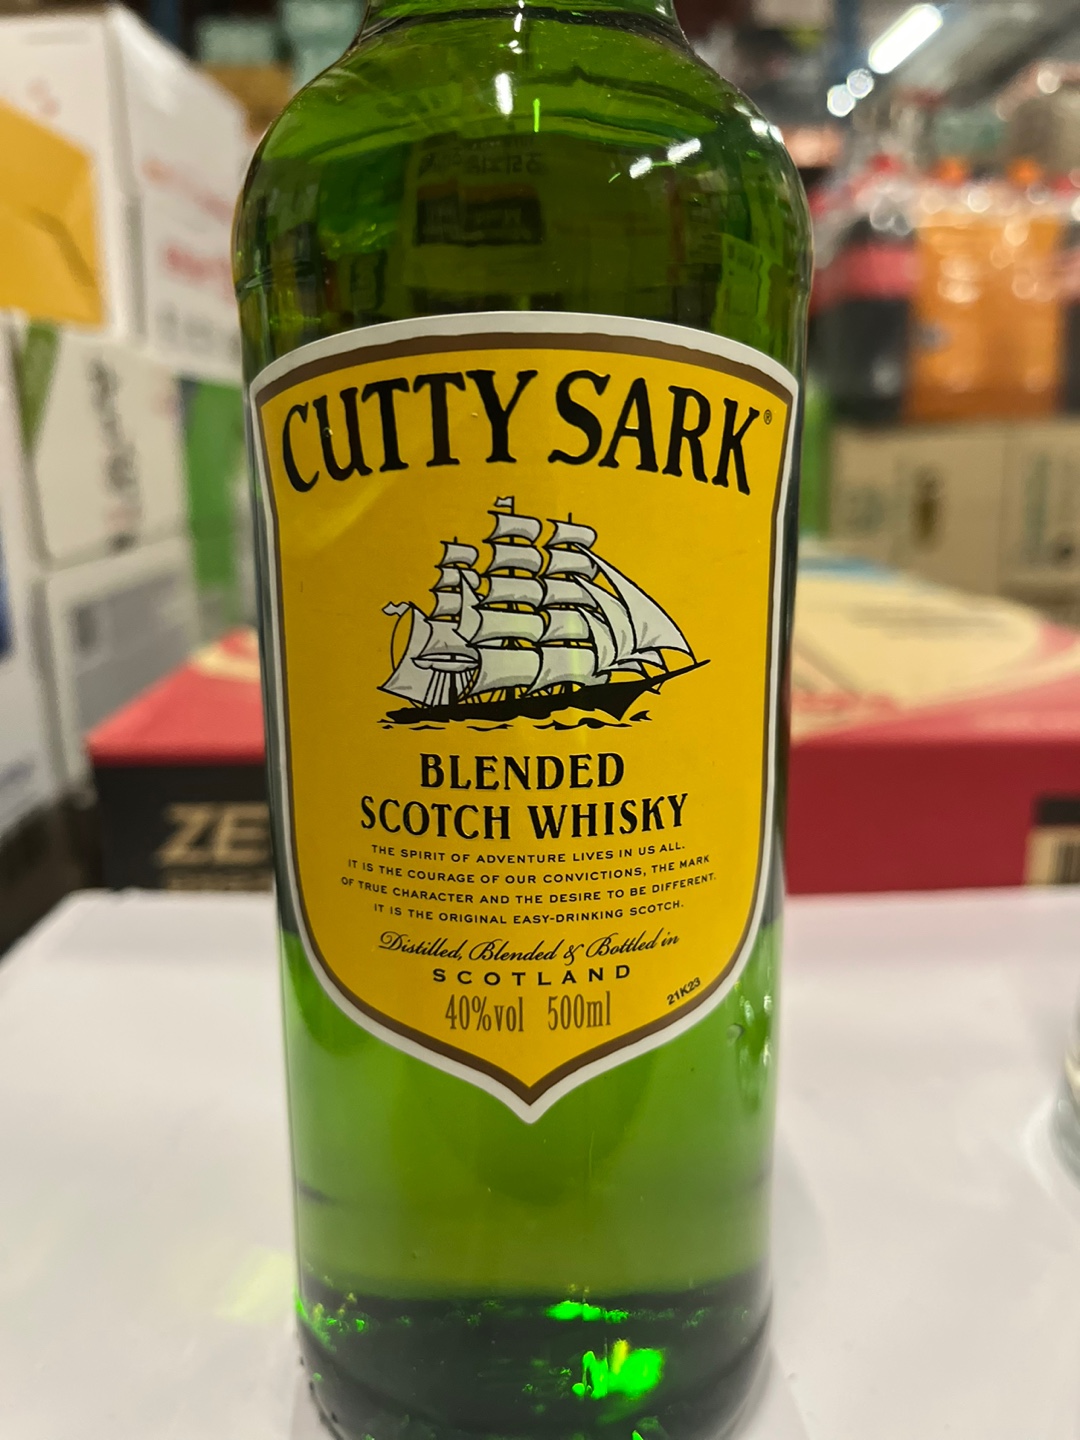 CUTTY SARK®
BLENDED
SCOTCH WHISKY
THE SPIRIT OF ADVENTURE LIVES IN US ALL.
IT IS THE COURAGE OF OUR CONVICTIONS, THE MARK
OF TRUE CHARACTER AND THE DESIRE TO BE DIFFERENT.
IT IS THE ORIGINAL EASY-DRINKING SCOTCH.
Distilled, Blended & Bottled in
SCOTLAND
21K23
40%vol 500ml
ZE